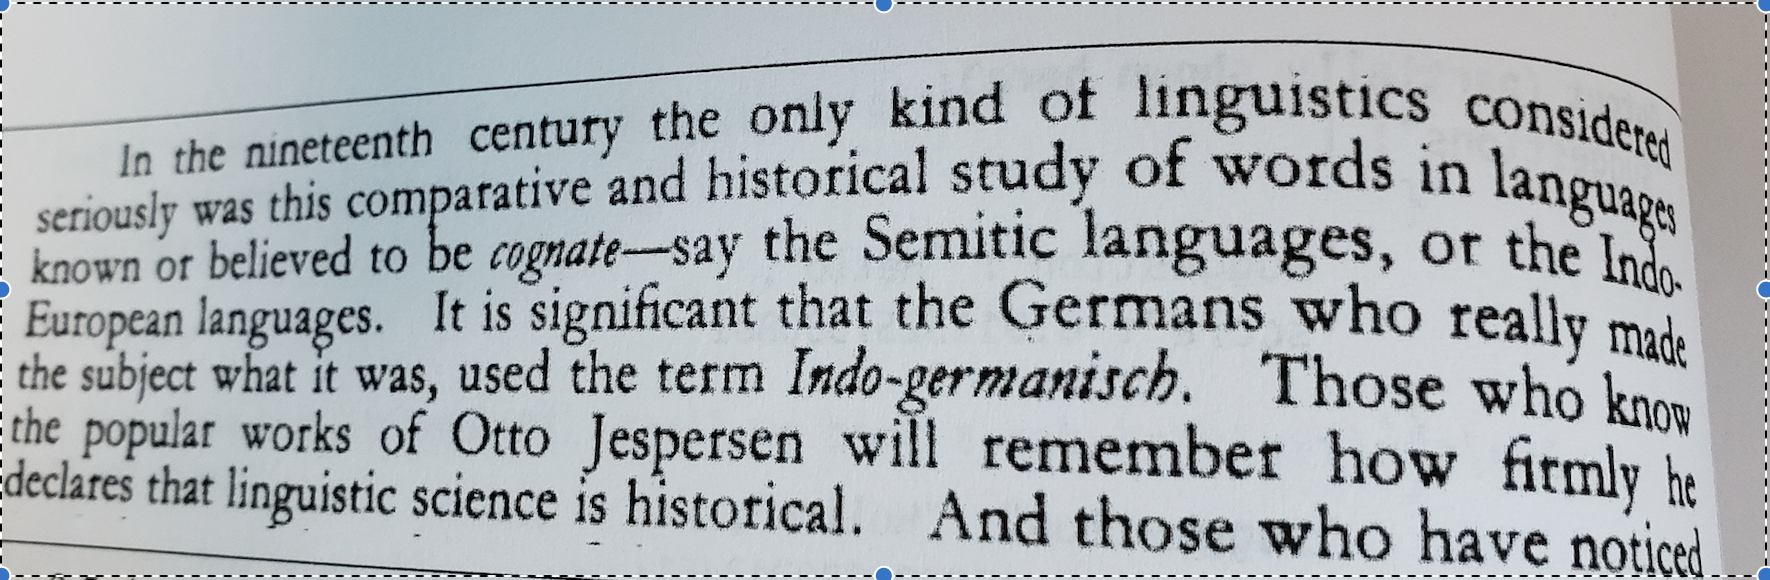 In the nineteenth century the only kind of linguistics considered
seriously was this comparative and historical study of words in languages
known or believed to be cognate—say the Semitic languages, or the Indo-
European languages. It is significant that the Germans who really made
the subject what it was, used the term Indo-germanisch. Those who know
the popular works of Otto Jespersen will remember how firmly he
declares that linguistic science is historical. And those who have noticed